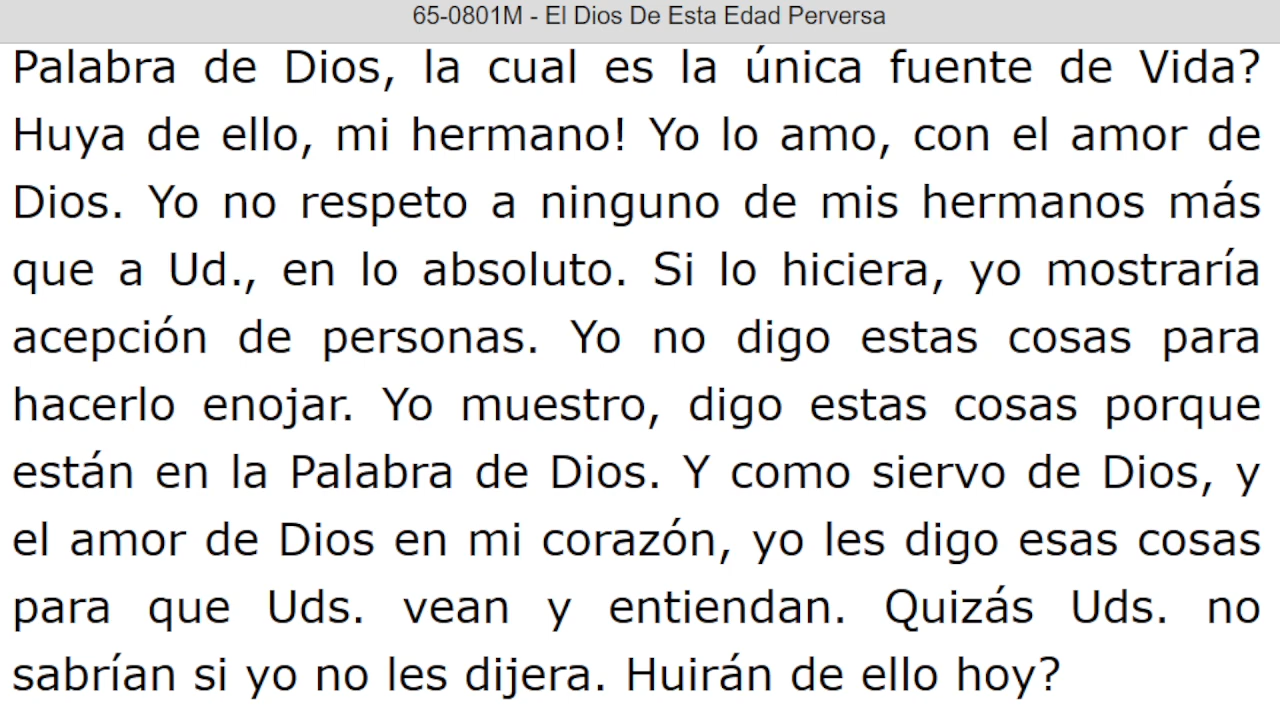 65-0801M - El Dios De Esta Edad Perversa
Palabra de Dios, la cual es la única fuente de Vida?
Huya de ello, mi hermano! Yo lo amo, con el amor de
Dios. Yo no respeto a ninguno de mis hermanos más
que a Ud., en lo absoluto. Si lo hiciera, yo mostraría
acepción de personas. Yo no digo estas cosas para
hacerlo enojar. Yo muestro, digo estas cosas porque
están en la Palabra de Dios. Y como siervo de Dios, y
el amor de Dios en mi corazón, yo les digo esas cosas
para que Uds. vean y entiendan. Quizás Uds. no
sabrían si yo no les dijera. Huirán de ello hoy?